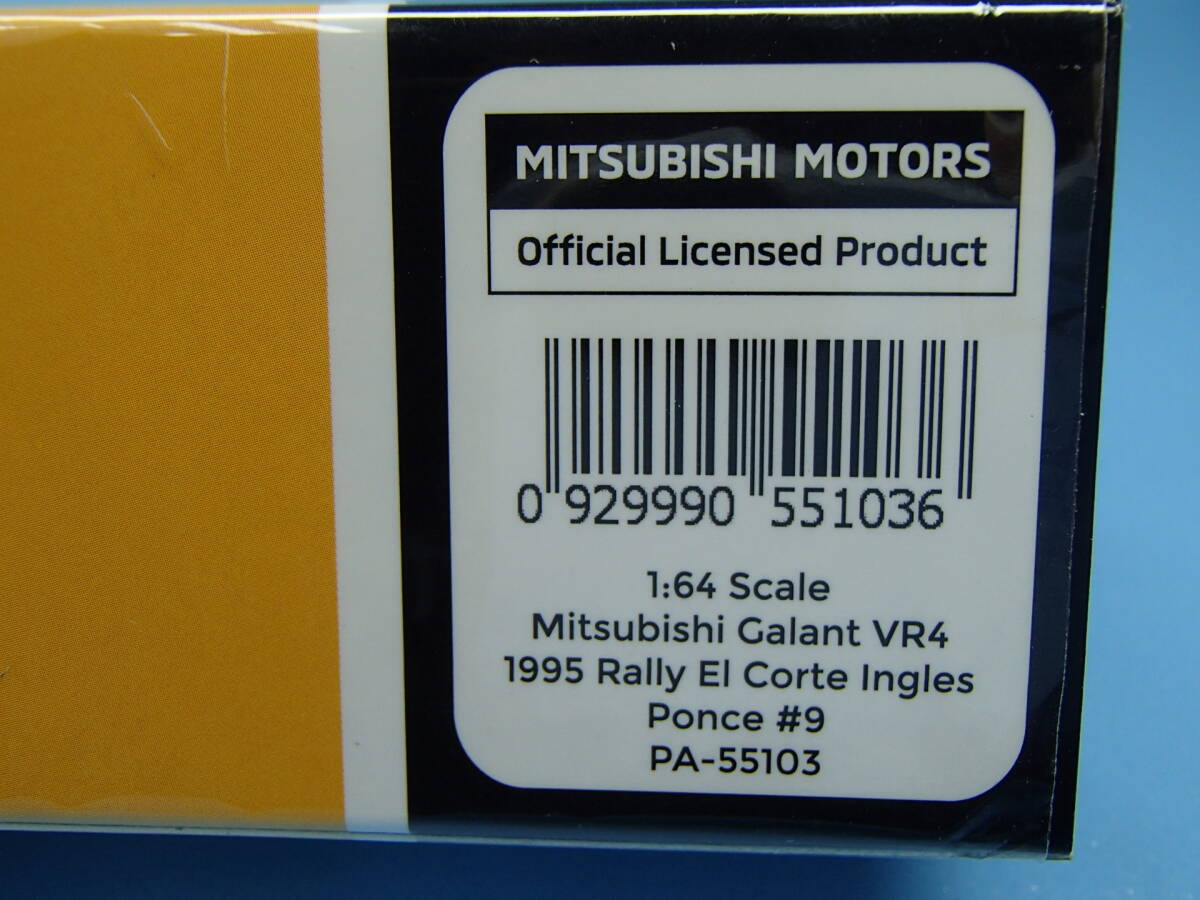 MITSUBISHI MOTORS
Official Licensed Product
0 929990 551036
1:64 Scale
Mitsubishi Galant VR4
1995 Rally El Corte Ingles
Ponce #9
PA-55103